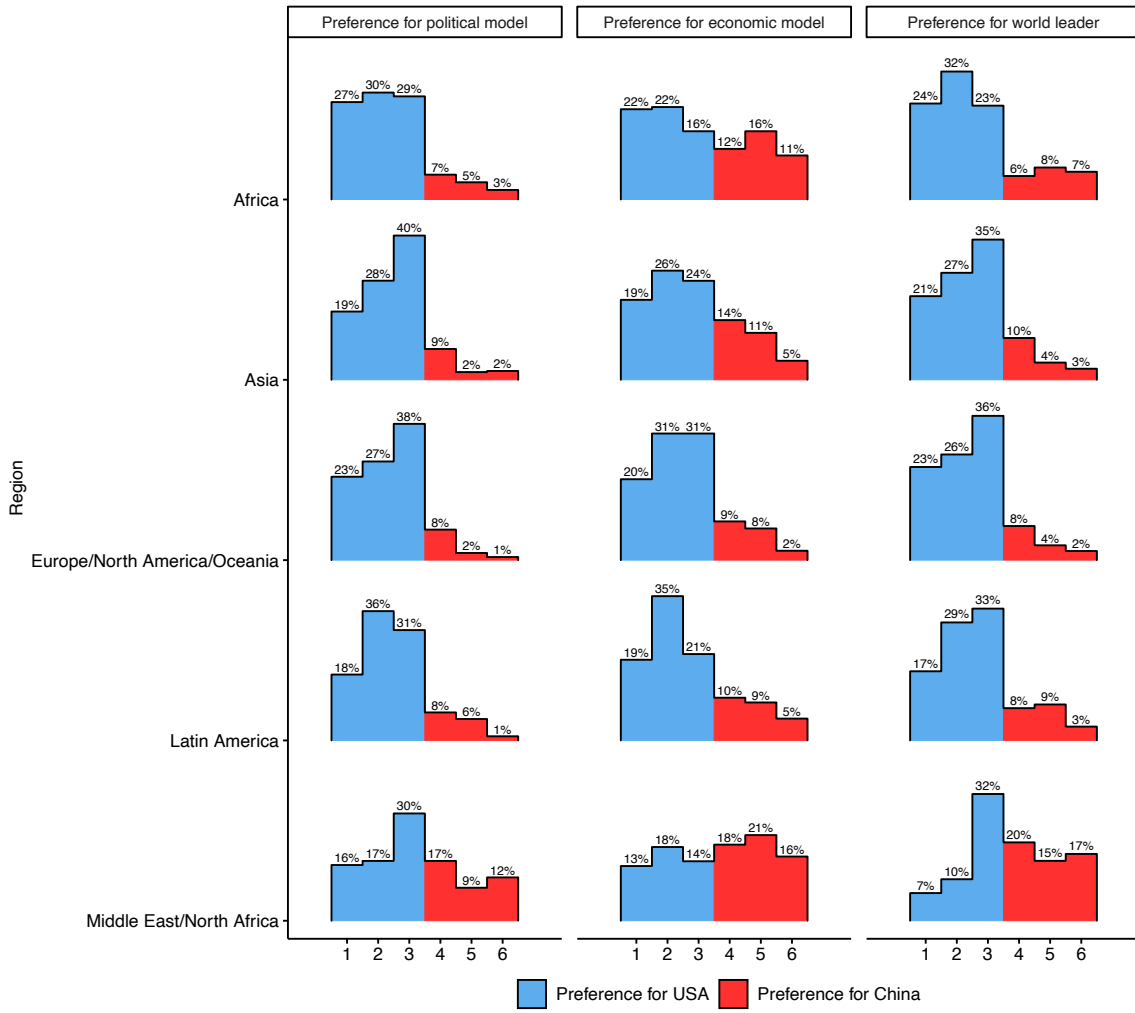 Preference for political model Preference for economic model Preference for world leader
27% 30% 29% 7% 5% 3% 22% 22% 16% 12% 16% 11% 24% 32% 23% 6% 8% 7%
Africa
19% 28% 40% 9% 2% 2% 19% 26% 24% 14% 11% 5% 21% 27% 35% 10% 4% 3%
Asia
23% 27% 38% 8% 2% 1% 20% 31% 31% 9% 8% 2% 23% 26% 36% 8% 4% 2%
Region
Europe/North America/Oceania
18% 36% 31% 8% 6% 1% 19% 35% 21% 10% 9% 5% 17% 29% 33% 8% 9% 3%
Latin America
16% 17% 30% 17% 9% 12% 13% 18% 14% 18% 21% 16% 7% 10% 32% 20% 15% 17%
Middle East/North Africa
1 2 3 4 5 6 1 2 3 4 5 6 1 2 3 4 5 6
Preference for USA Preference for China